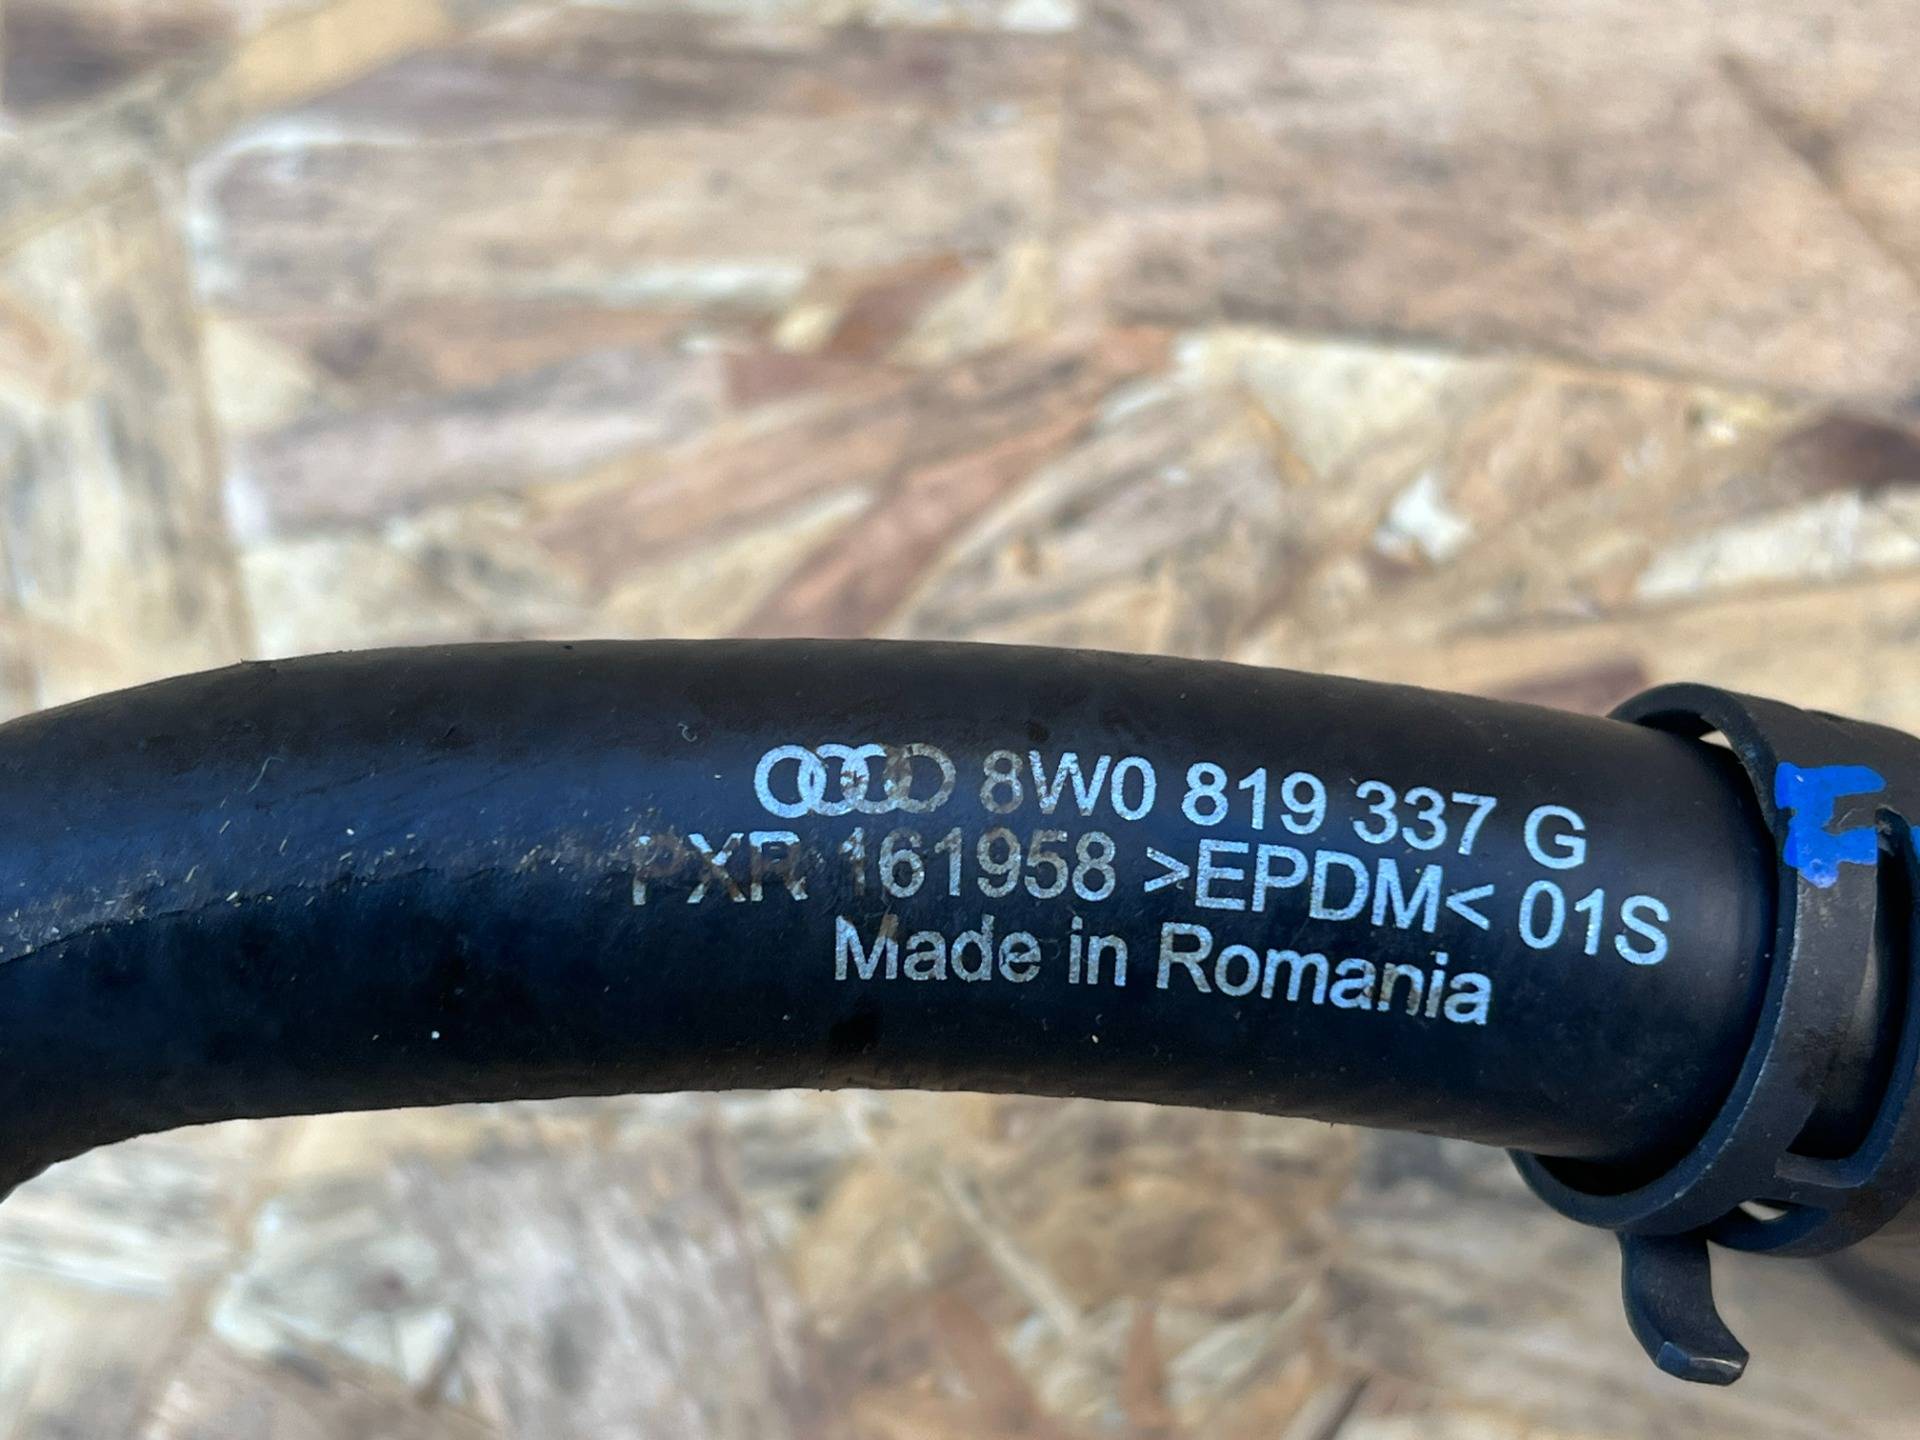 8W0 819 337 G
PXR 161958 >EPDM< 01S
Made in Romania